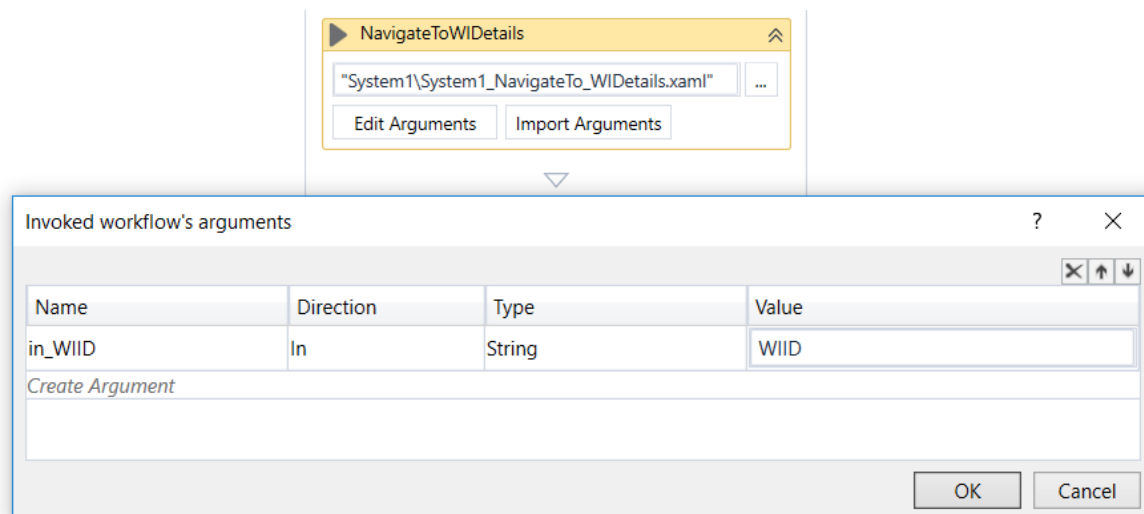 NavigateToWIDetails
"System1\System1_NavigateTo_WIDetails.xaml" ...
Edit Arguments Import Arguments
Invoked workflow's arguments ?
Name Direction Type Value
in_WIID In String WIID
Create Argument
OK Cancel